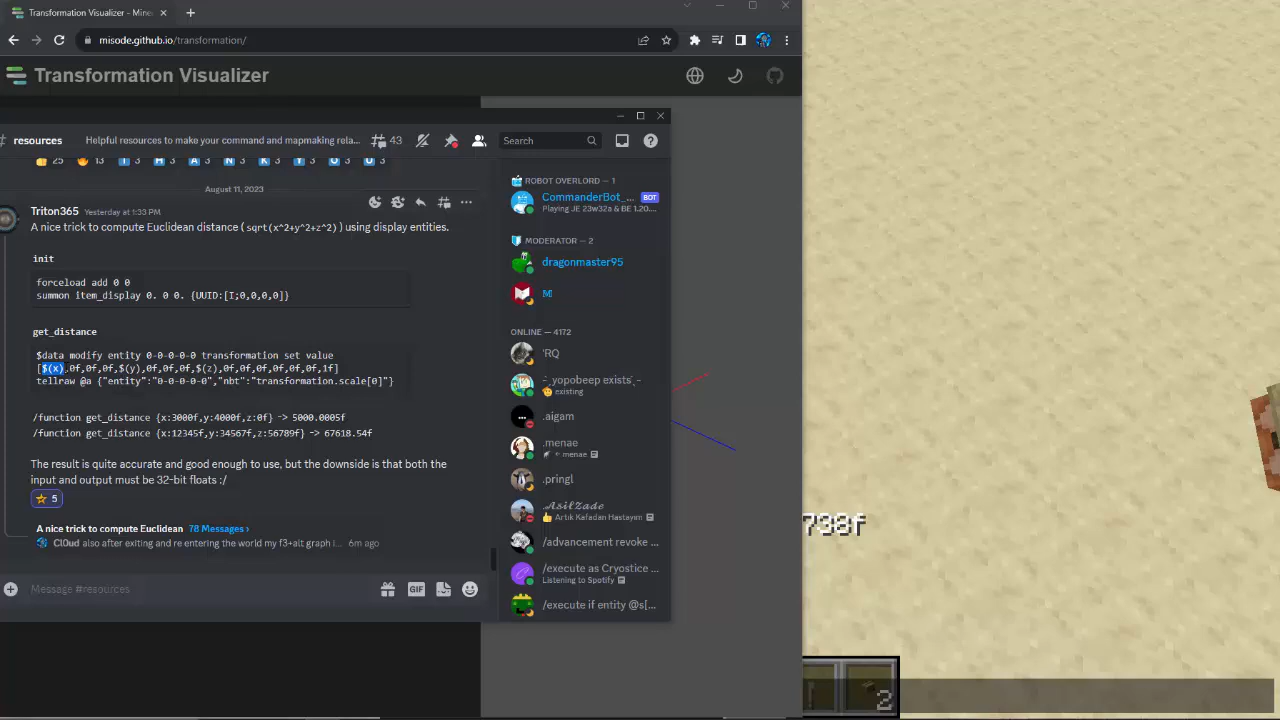 Transformation Visualizer – Mine
misode.github.io/transformation/
Transformation Visualizer
resources
Helpful resources to make your command and mapmaking rela...
43
Search
25 13 T H A N K Y O U
August 11, 2023
Triton365 Yesterday at 1:33 PM
A nice trick to compute Euclidean distance (sqrt(x^2+y^2+z^2)) using display entities.
init
forceload add 0 0
summon item_display 0. 0 0. {UUID:[I;0,0,0,0]}
get_distance
$data modify entity 0-0-0-0-0 transformation set value
[$(x),0f,0f,0f,$(y),0f,0f,0f,$(z),0f,0f,0f,0f,0f,0f,1f]
tellraw @a {"entity":"0-0-0-0-0","nbt":"transformation.scale[0]"}
/function get_distance {x:3000f,y:4000f,z:0f} -> 5000.0005f
/function get_distance {x:12345f,y:34567f,z:56789f} -> 67618.54f
The result is quite accurate and good enough to use, but the downside is that both the
input and output must be 32-bit floats :/
5
A nice trick to compute Euclidean 78 Messages ›
Cl0ud also after exiting and re entering the world my f3+alt graph i... 6m ago
Message #resources
GIF
ROBOT OVERLORD — 1
CommanderBot_... BOT
Playing JE 23w32a & BE 1.20....
MODERATOR — 2
dragonmaster95
ONLINE — 4172
'RQ
yopobeep exists
existing
.aigam
.menae
menae
.pringl
𝓐𝓼𝓲𝓵𝓩𝓪𝓭𝓮
Artık Kafadan Hastayım
/advancement revoke ...
/execute as Cryostice ...
Listening to Spotify
/execute if entity @s[...
738f
2